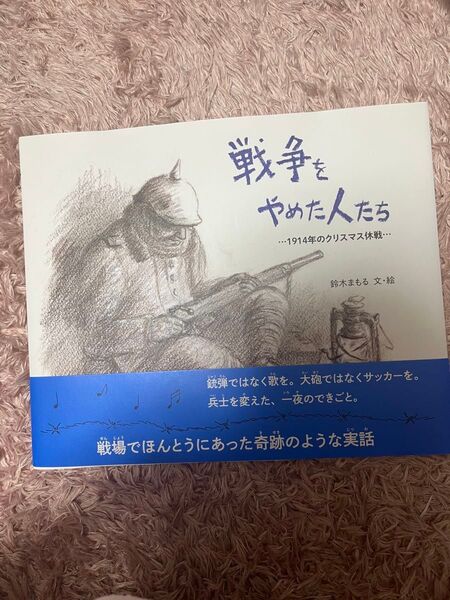 戦争を
やめた人たち
…1914年のクリスマス休戦…
鈴木まもる 文・絵
銃弾ではなく歌を。大砲ではなくサッカーを。
兵士を変えた、一夜のできごと。
戦場でほんとうにあった奇跡のような実話